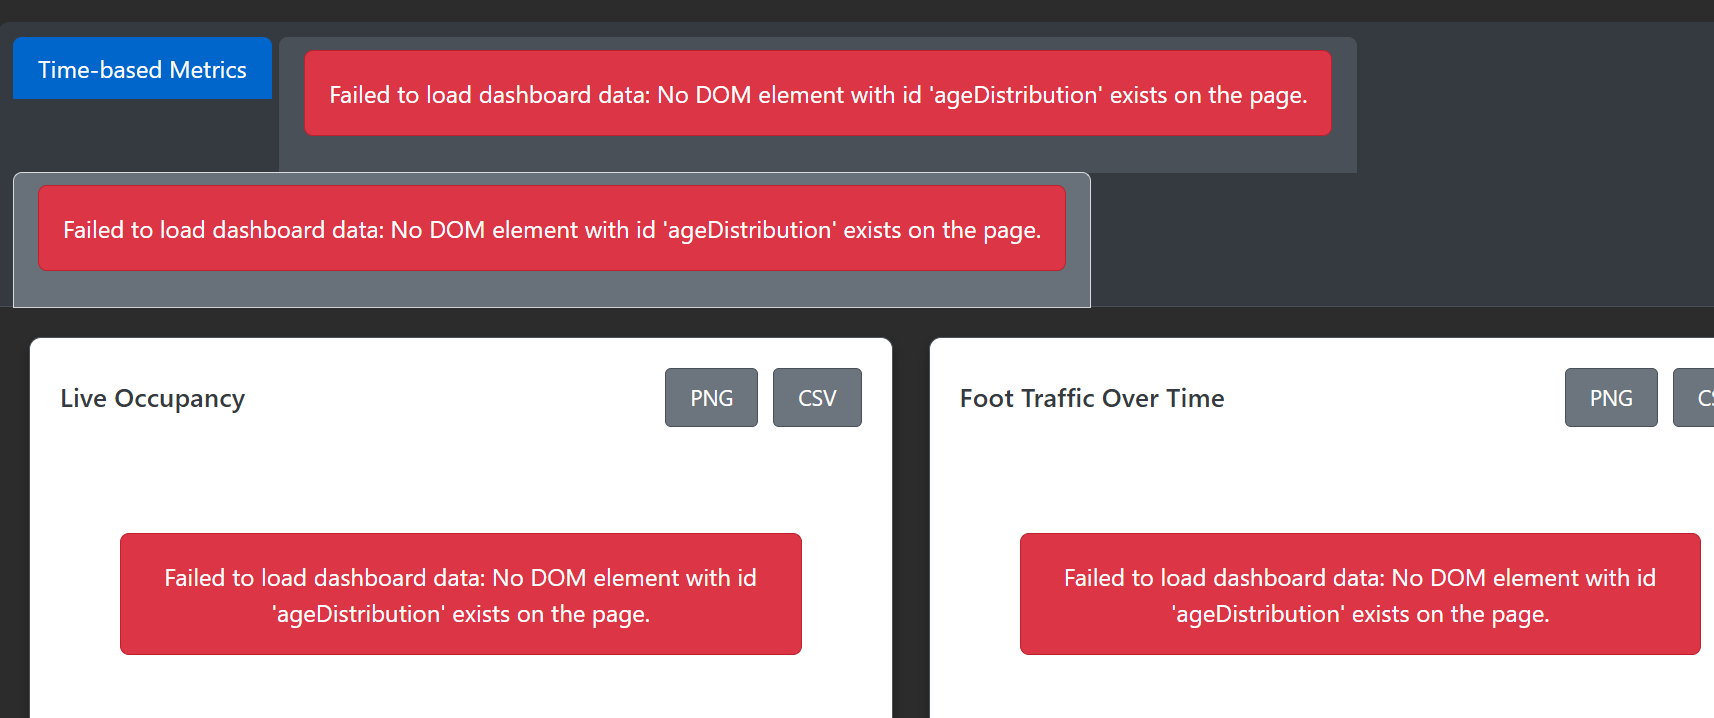 Time-based Metrics
Failed to load dashboard data: No DOM element with id 'ageDistribution' exists on the page.
Failed to load dashboard data: No DOM element with id 'ageDistribution' exists on the page.
Live Occupancy
PNG
CSV
Foot Traffic Over Time
PNG
Failed to load dashboard data: No DOM element with id
'ageDistribution' exists on the page.
Failed to load dashboard data: No DOM element with id
'ageDistribution' exists on the page.